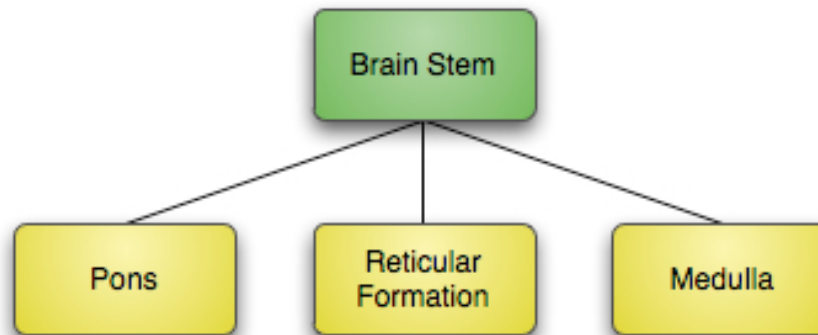 Brain Stem
Pons
Reticular
Formation
Medulla